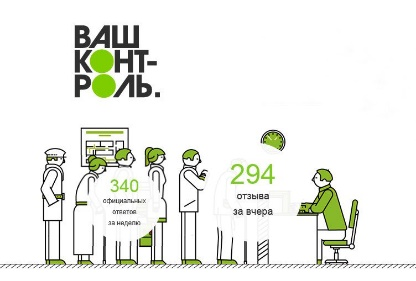 ВАШ
КОНТ-
РОЛЬ.
340
официальных
ответов
за неделю
294
отзыва
за вчера